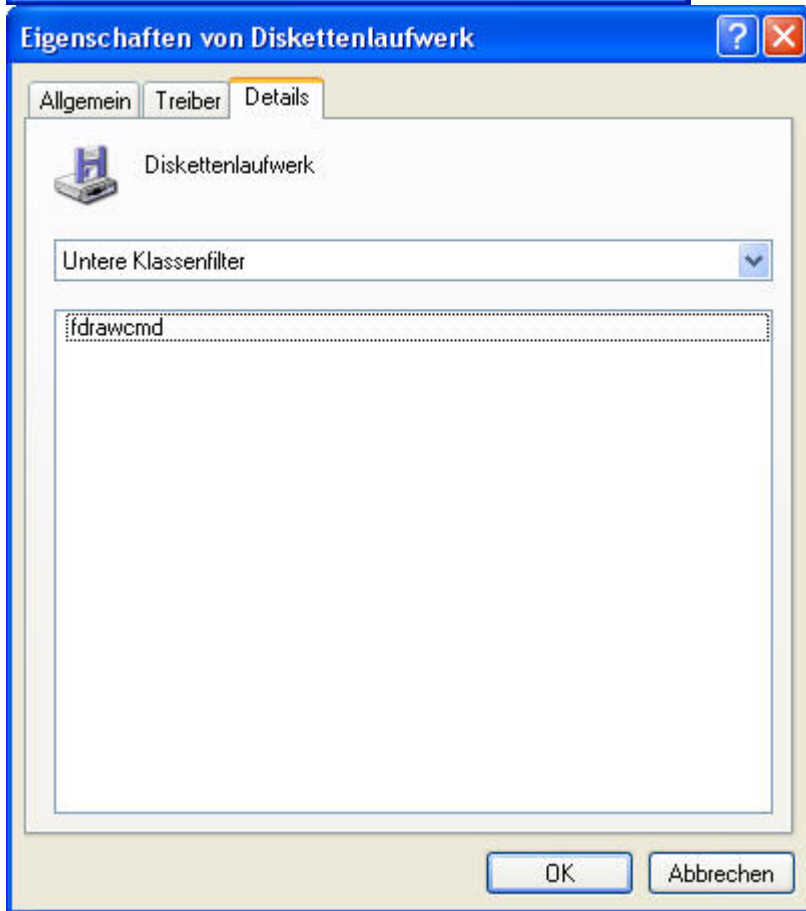 Eigenschaften von Diskettenlaufwerk
Allgemein Treiber Details
Diskettenlaufwerk
Untere Klassenfilter
fdrawcmd
OK Abbrechen